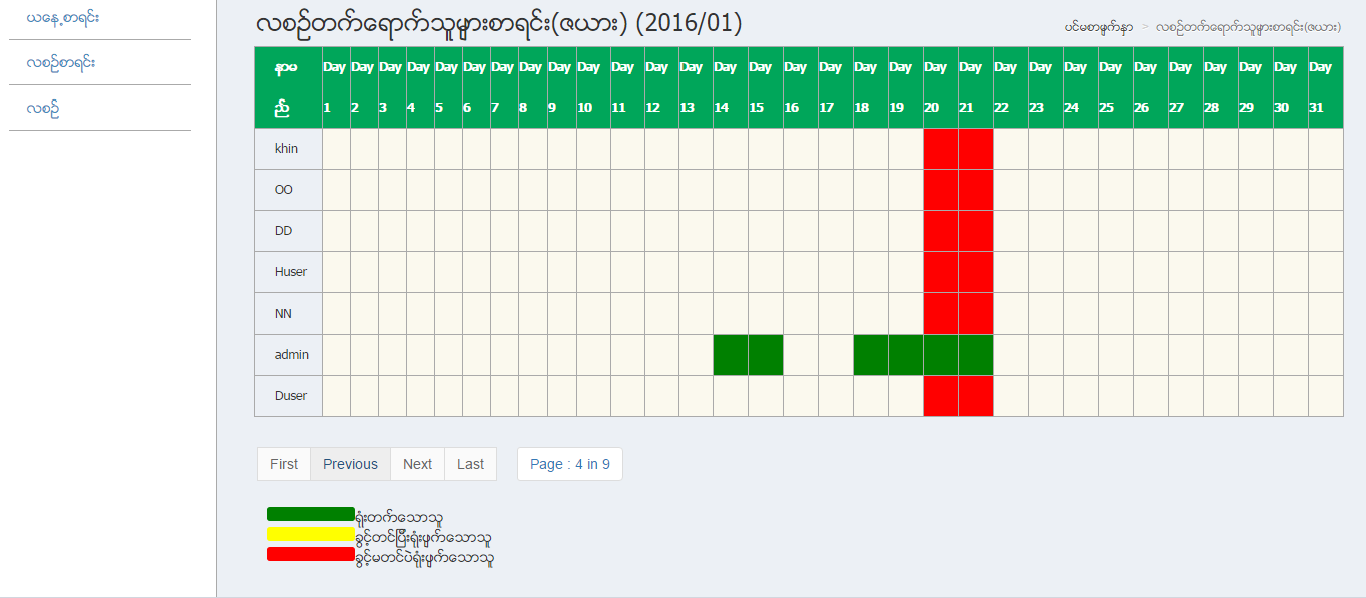 ယနေ့စာရင်း
လစဉ်စာရင်း
လစဉ်
လစဉ်တက်ရောက်သူများစာရင်း(ဇယား) (2016/01)
ပင်မစာမျက်နှာ > လစဉ်တက်ရောက်သူများစာရင်း(ဇယား)
နာမ Day Day Day Day Day Day Day Day Day Day Day Day Day Day Day Day Day Day Day Day Day Day Day Day Day Day Day Day Day Day Day
ည် 1 2 3 4 5 6 7 8 9 10 11 12 13 14 15 16 17 18 19 20 21 22 23 24 25 26 27 28 29 30 31
khin
OO
DD
Huser
NN
admin
Duser
First Previous Next Last Page : 4 in 9
ရုံးတက်သောသူ
ခွင့်တင်ပြီးရုံးဖျက်သောသူ
ခွင့်မတင်ပဲရုံးဖျက်သောသူ